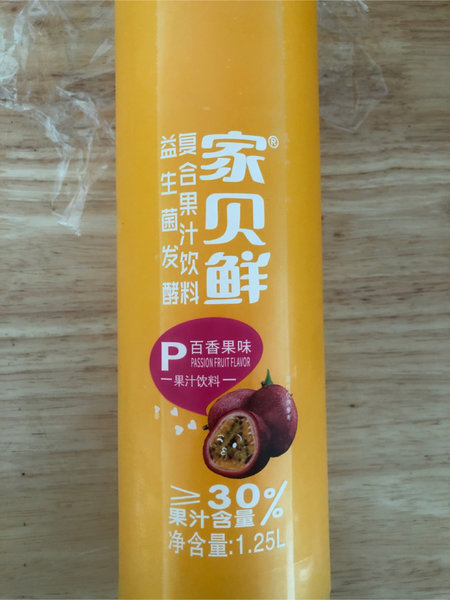 家贝鲜®
复合果汁饮料
益生菌发酵
P 百香果味
PASSION FRUIT FLAVOR
果汁饮料
≥30%
果汁含量
净含量:1.25L